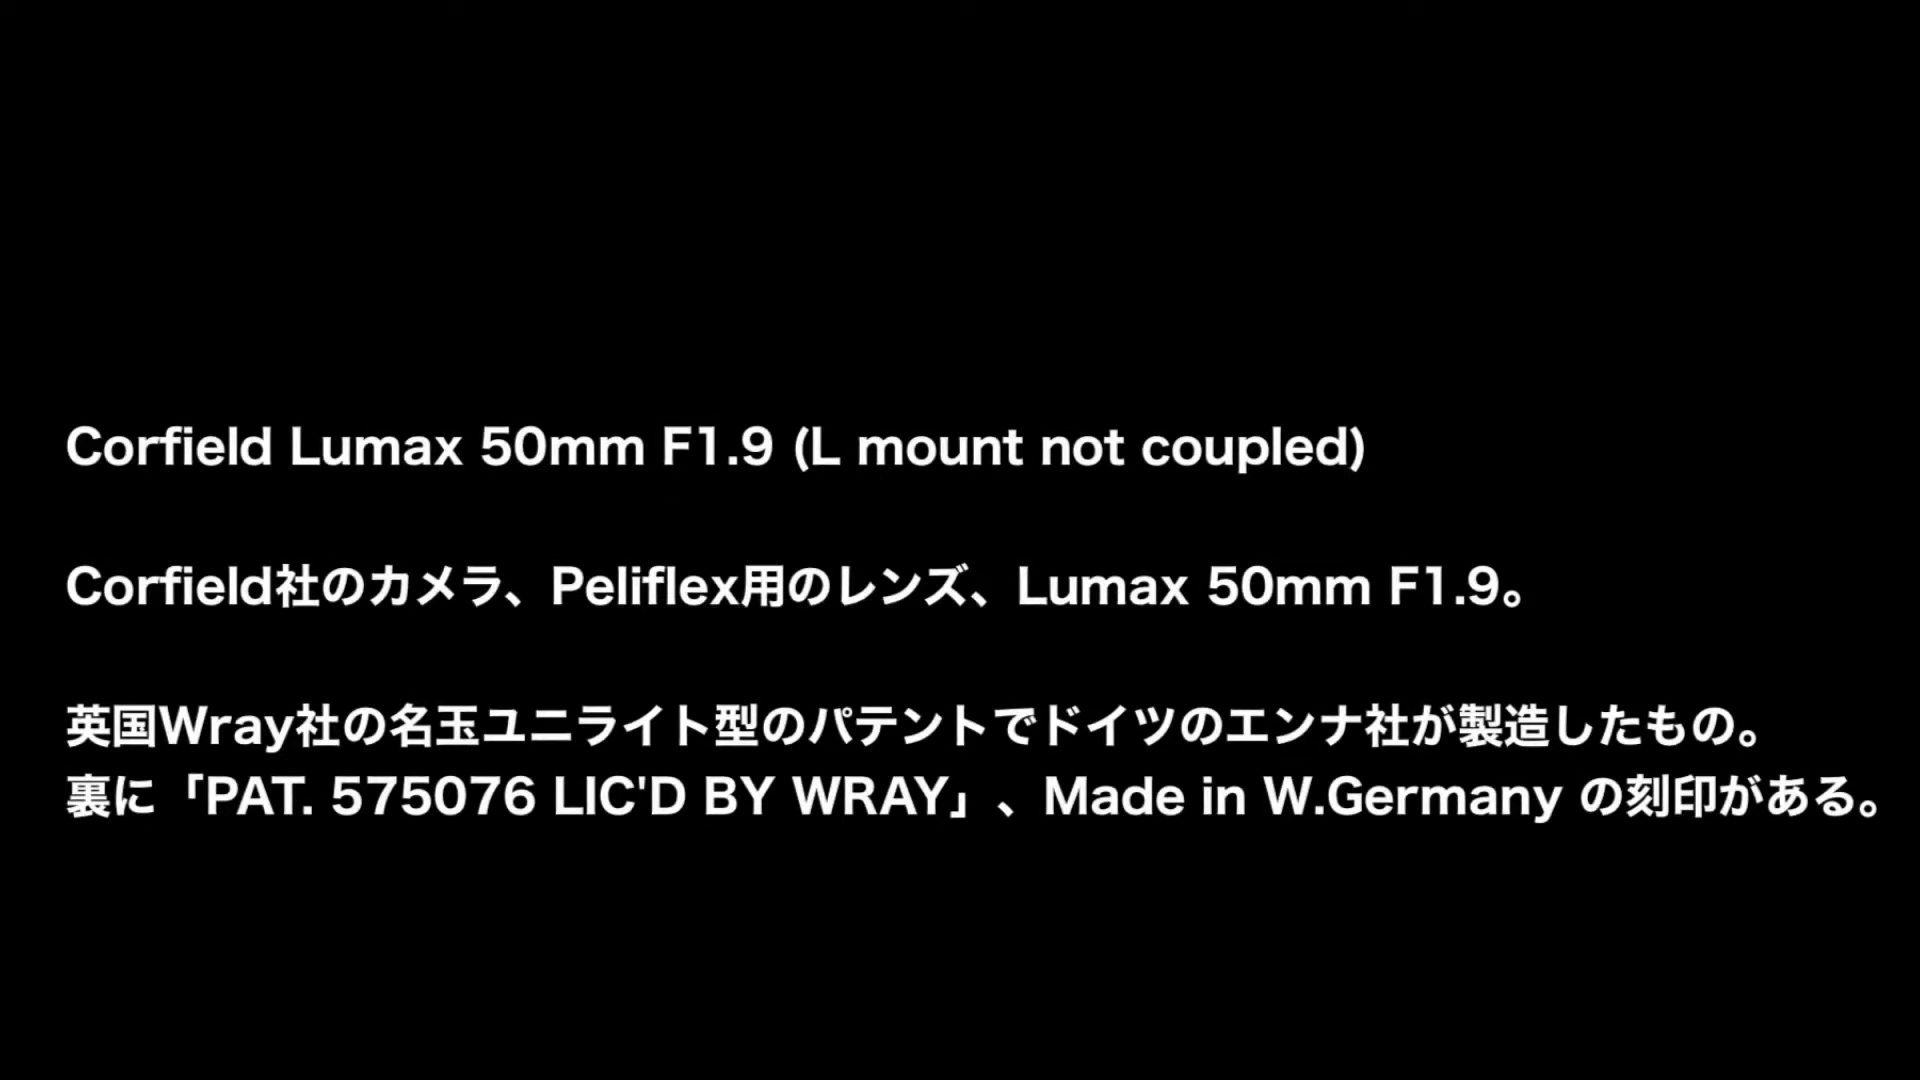 Corfield Lumax 50mm F1.9 (L mount not coupled)
Corfield社のカメラ、Peliflex用のレンズ、Lumax 50mm F1.9。
英国Wray社の名玉ユニライト型のパテントでドイツのエンナ社が製造したもの。
裏に「PAT. 575076 LIC'D BY WRAY」、Made in W.Germany の刻印がある。